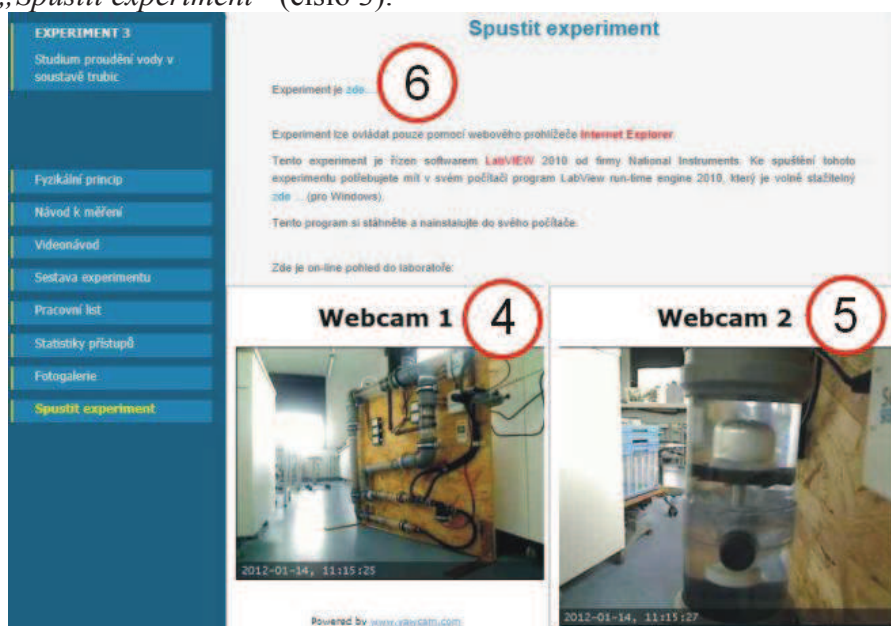 „Spustit experiment" (číslo 3).
EXPERIMENT 3
Studium proudění vody v
soustavě trubic
Fyzikální princip
Návod k měření
Videonávod
Sestava experimentu
Pracovní list
Statistiky přístupů
Fotogalerie
Spustit experiment
Spustit experiment
Experiment je zde...
6
Experiment lze ovládat pouze pomocí webového prohlížeče Internet Explorer.
Tento experiment je řízen softwarem LabVIEW 2010 od firmy National Instruments. Ke spuštění tohoto
experimentu potřebujete mít v svém počítači program LabView run-time engine 2010, který je volně stažitelný
zde ... (pro Windows).
Tento program si stáhněte a nainstalujte do svého počítače.
Zde je on-line pohled do laboratoře:
Webcam 1
4
2012-01-14, 11:15:25
Powered by www.yawcam.com
Webcam 2
5
2012-01-14, 11:15:27